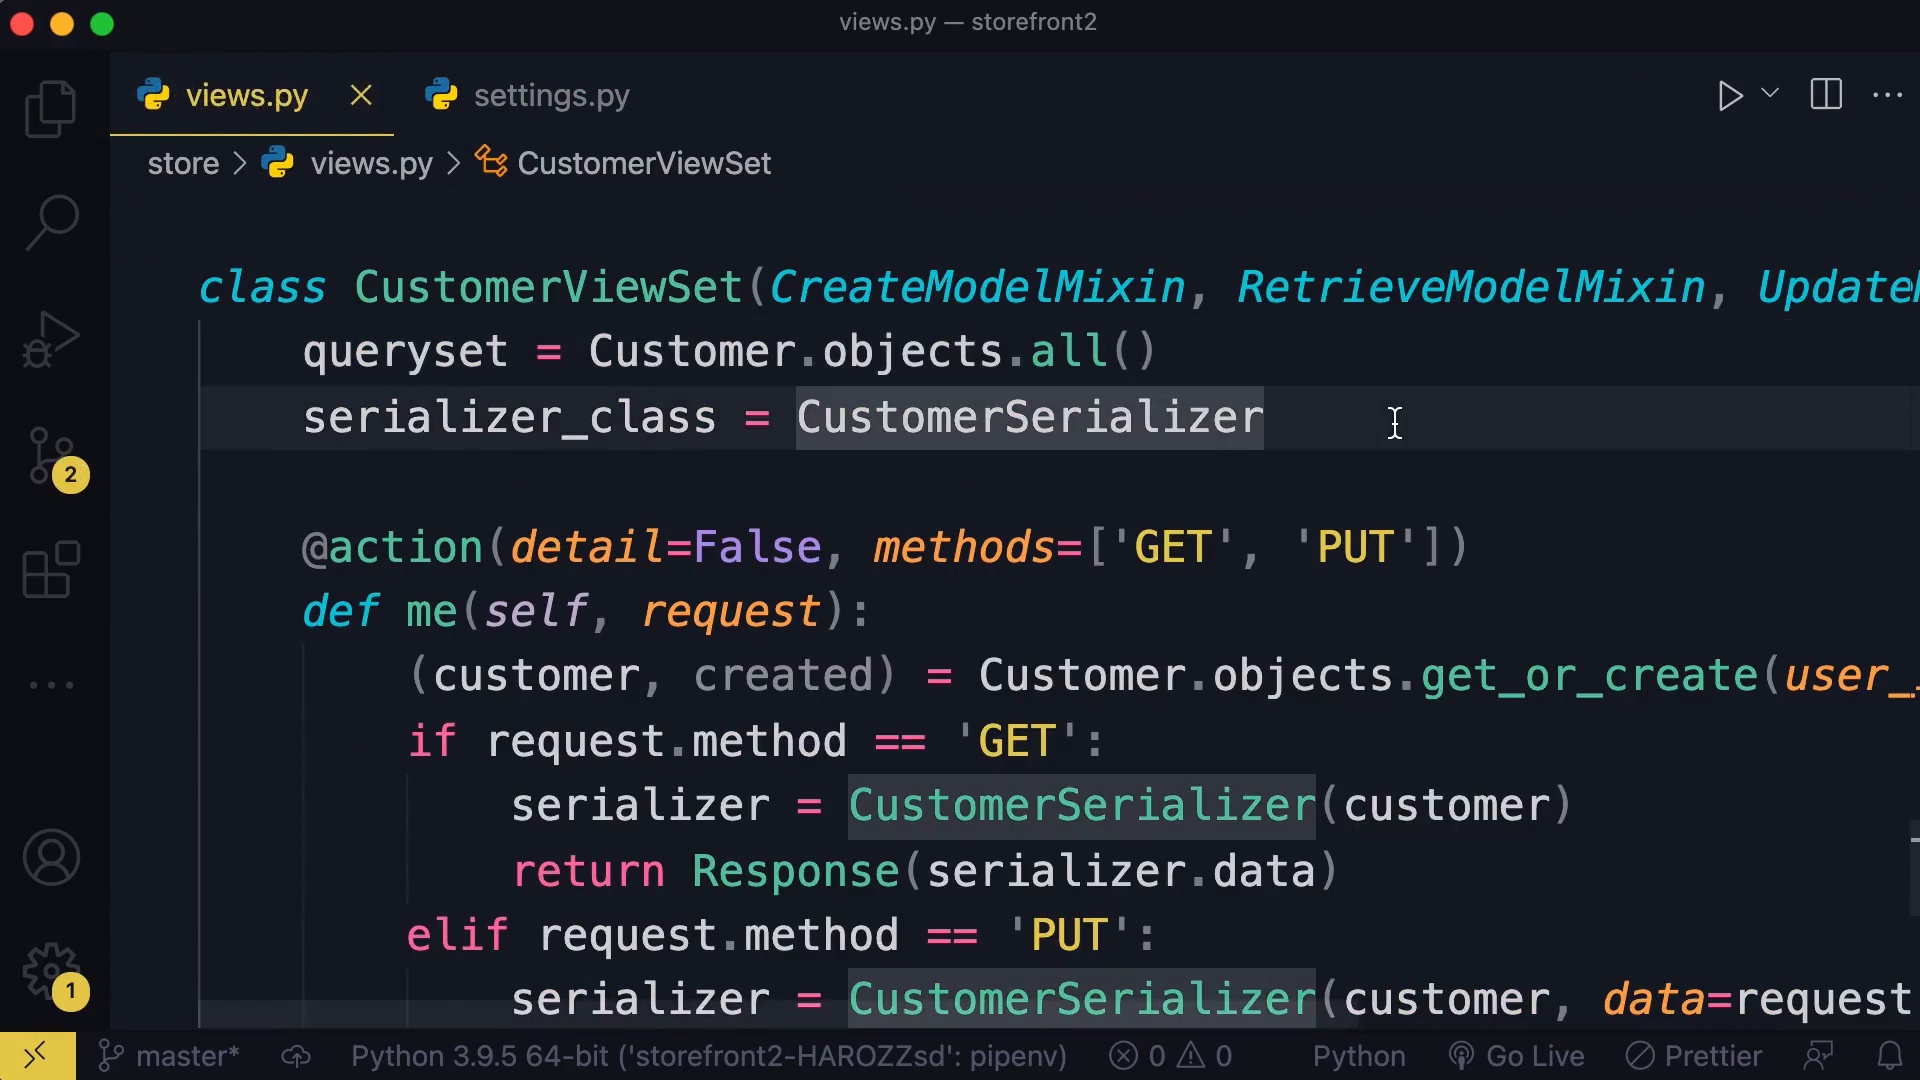 views.py — storefront2
views.py settings.py
store > views.py > CustomerViewSet
class CustomerViewSet(CreateModelMixin, RetrieveModelMixin, Update
queryset = Customer.objects.all()
serializer_class = CustomerSerializer
@action(detail=False, methods=['GET', 'PUT'])
def me(self, request):
(customer, created) = Customer.objects.get_or_create(user_
if request.method == 'GET':
serializer = CustomerSerializer(customer)
return Response(serializer.data)
elif request.method == 'PUT':
serializer = CustomerSerializer(customer, data=request
2
1
master* Python 3.9.5 64-bit ('storefront2-HAROZZsd': pipenv) 0 0 Python Go Live Prettier